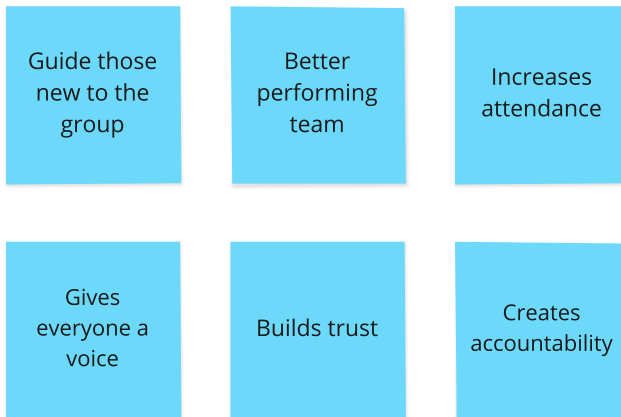 Guide those
new to the
group
Better
performing
team
Increases
attendance
Gives
everyone a
voice
Builds trust
Creates
accountability